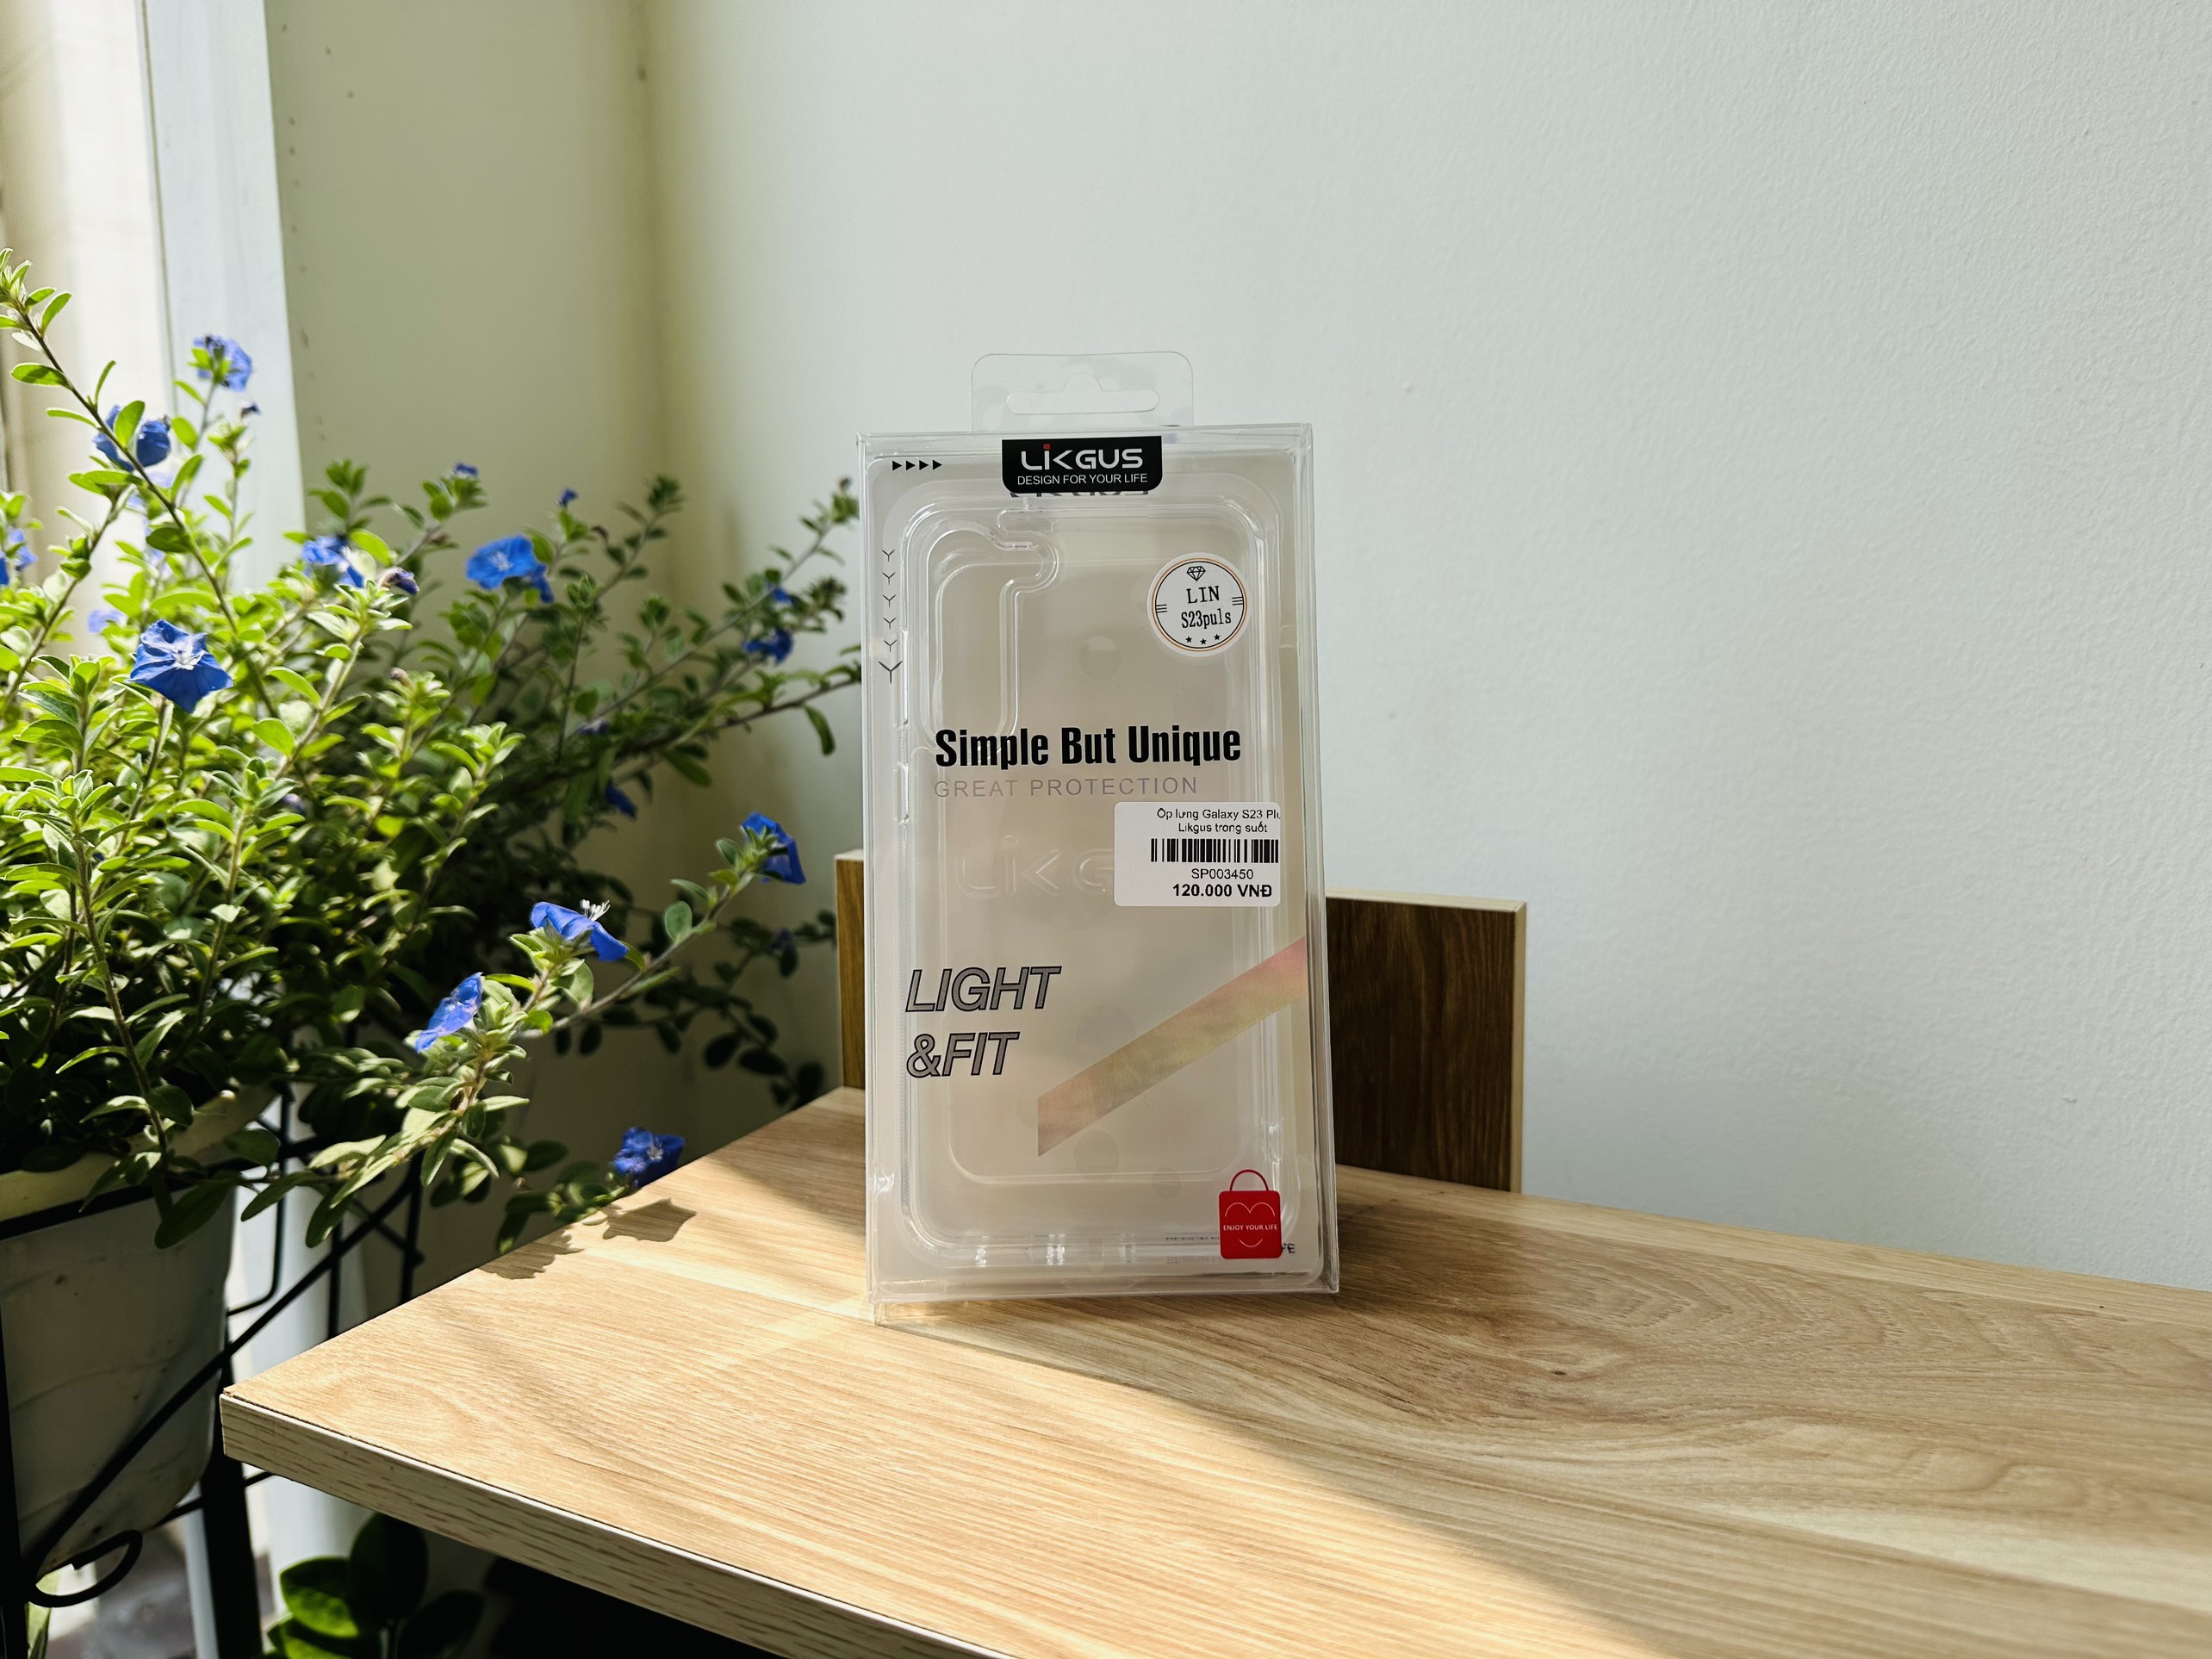 LIKGUS
DESIGN FOR YOUR LIFE
LIN
S23puls
Simple But Unique
GREAT PROTECTION
Ốp lưng Galaxy S23 Plu
Likgus trong suốt
SP003450
120.000 VNĐ
LIGHT
&FIT
ENJOY YOUR LIFE